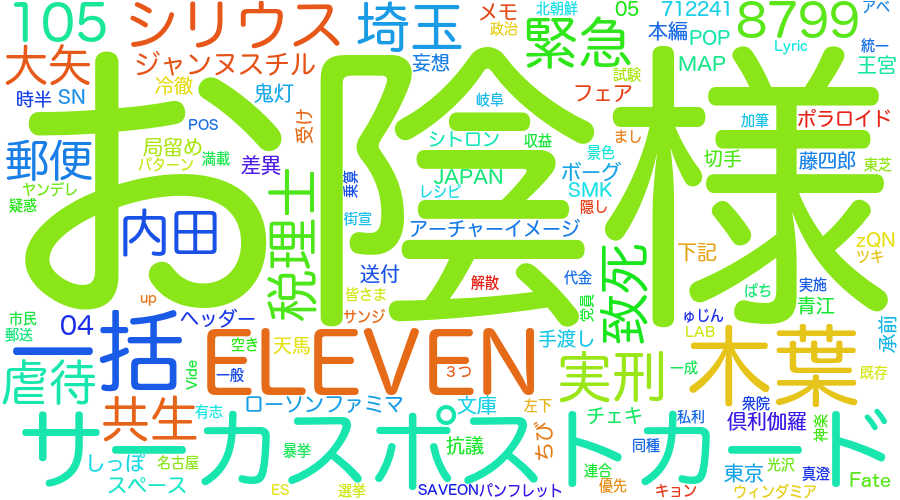 105
シリウス
埼玉
メモ
政治
北朝鮮
緊急
05
本編
712241
POP
8799
Lyric
アベ
統一
大矢
ジャンヌスチル
妄想
MAP
王宮
時半
SN
冷徹
鬼灯
受け
お陰様
岐阜
試験
フェア
加筆
ポラロイド
郵便
局留め
POS
パターン
満載
差異
シトロン
収益
まし
景色
切手
藤四郎
東芝
ヤンデレ
疑惑
税理士
乗算
JAPAN
レシピ
ボーグ
SMK
隠し
内田
街宣
アーチャーイメージ
致死
下記
zQN
ツキ
送付
解散
代金
党員
ぱち
実施
青江
up
皆さま
サンジ
ゅじん
LAB
承前
市民
郵送
04
ヘッダー
一括
ELEVEN
空き
天馬
手渡し
実刑
木葉
虐待
Vide
一般
3つ
一成
既存
共生
有志
ローソンファミマ
文庫
左下
チェキ
私利
衆院
倶利伽羅
神楽
サーカスポストカード
ちび
しっぽ
名古屋
暴挙
抗議
連合
同種
東京
光沢
真澄
スペース
ES
選挙
SAVEONパンフレット
優先
キョン
ウィンダミア
Fate